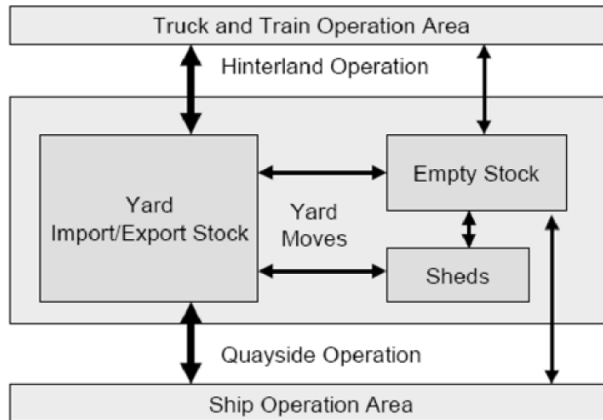 Truck and Train Operation Area
Hinterland Operation
Yard
Import/Export Stock
Empty Stock
Yard
Moves
Sheds
Quayside Operation
Ship Operation Area